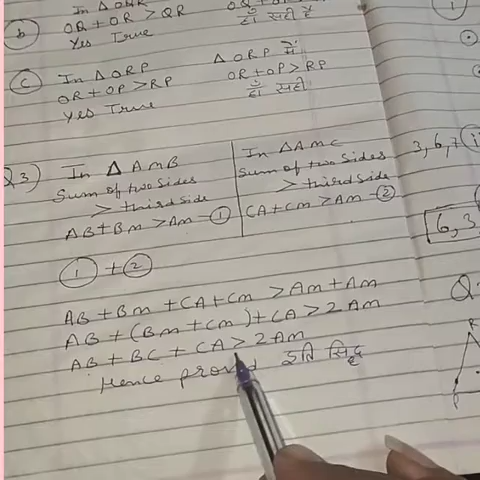 In Δ OQR
(b) OQ + OR > QR
Yes True
हाँ सही है
(c) In Δ ORP
OR + OP > RP
Yes True
Δ ORP में
OR + OP > RP
हाँ सही
Q 3) In Δ AMB
Sum of two sides
> third side
AB + BM > AM - (1)
In Δ AMC
Sum of two sides
> third side
CA + CM > AM - (2)
(1) + (2)
AB + BM + CA + CM > AM + AM
AB + (BM + CM) + CA > 2 AM
AB + BC + CA > 2 AM
Hence proved इति सिद्ध
3, 6, 7
6, 3
Q
R